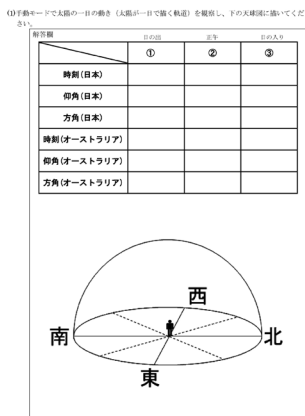 (1)手動モードで太陽の一日の動き（太陽が一日で描く軌道）を観察し、下の天球図に描いてくだ
さい。
解答欄 日の出 正午 日の入り
① ② ③
時刻(日本)
仰角(日本)
方角(日本)
時刻(オーストラリア)
仰角(オーストラリア)
方角(オーストラリア)
西
南 北
東